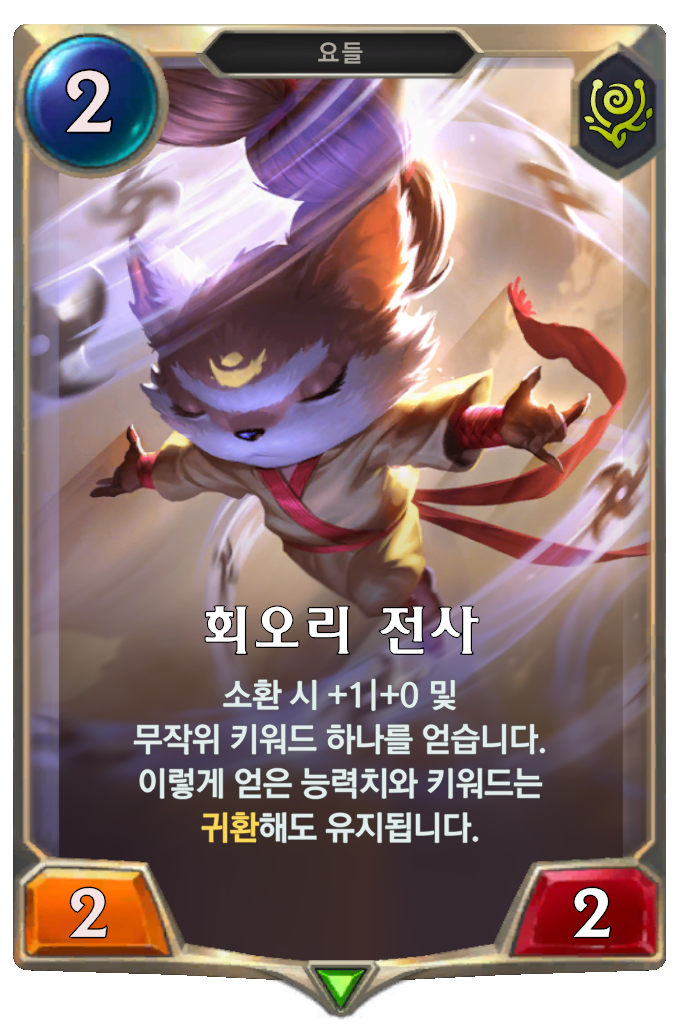 요들
2
회오리 전사
소환 시 +1|+0 및
무작위 키워드 하나를 얻습니다.
이렇게 얻은 능력치와 키워드는
귀환해도 유지됩니다.
2
2